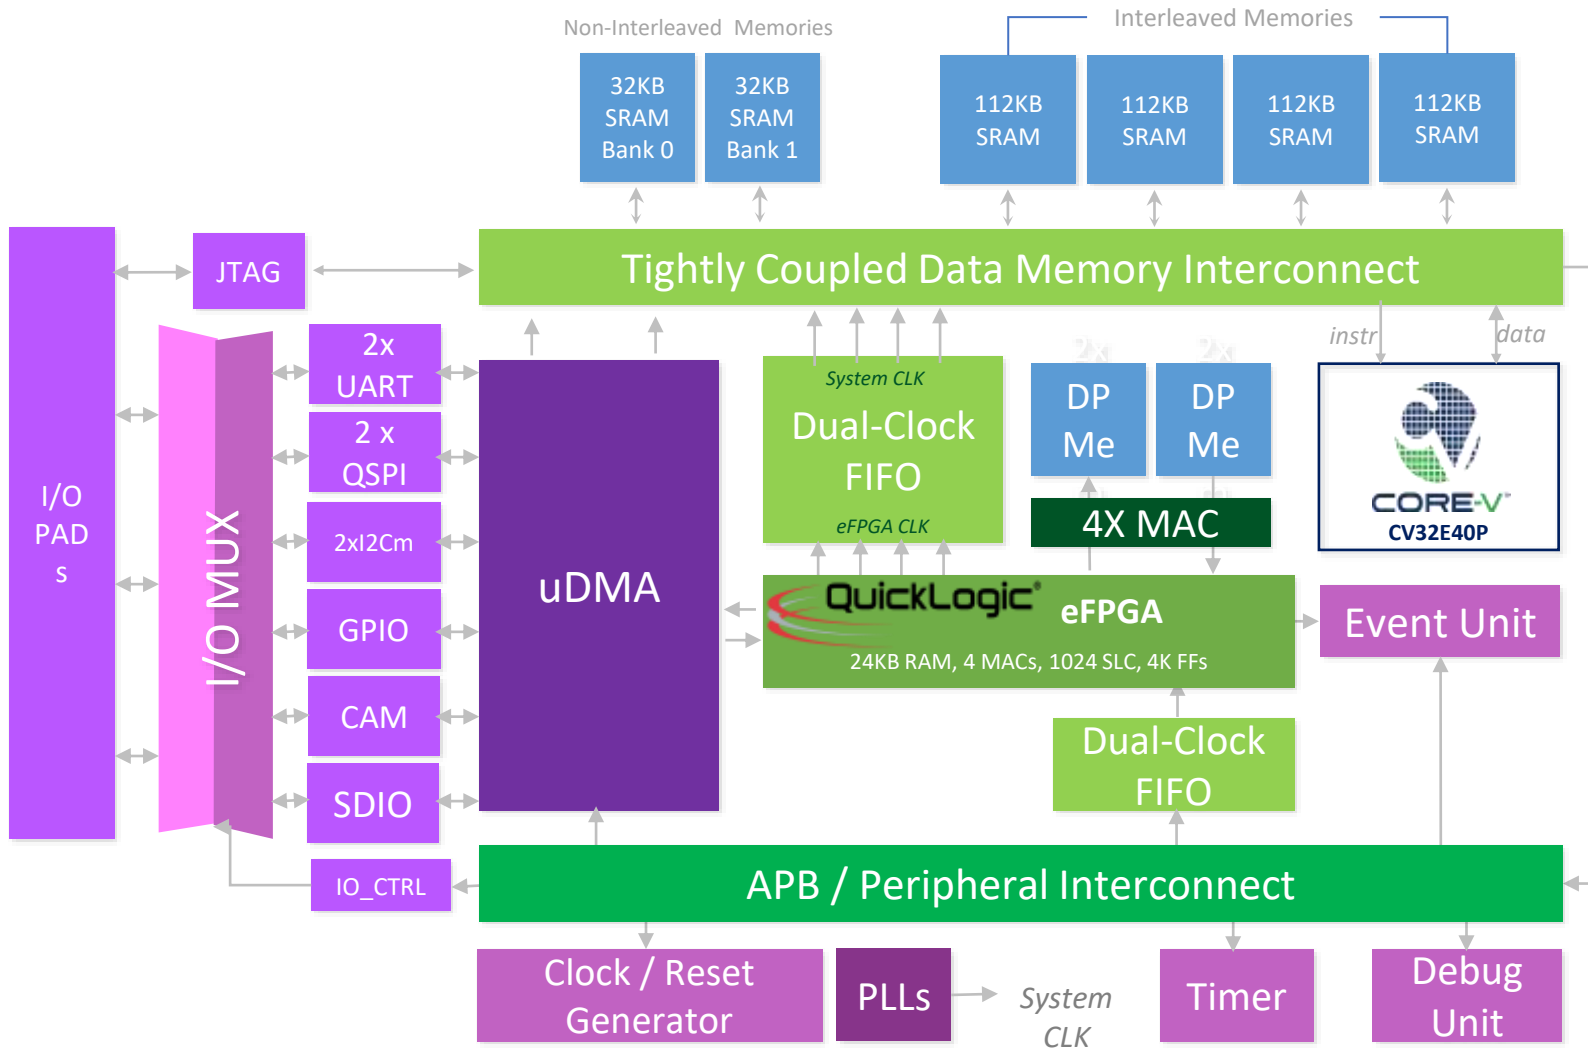 Non-Interleaved Memories
Interleaved Memories
32KB
SRAM
Bank 0
32KB
SRAM
Bank 1
112KB
SRAM
112KB
SRAM
112KB
SRAM
112KB
SRAM
Tightly Coupled Data Memory Interconnect
JTAG
I/O
PAD
s
I/O MUX
2x
UART
2 x
QSPI
2xI2Cm
GPIO
CAM
SDIO
IO_CTRL
uDMA
System CLK
Dual-Clock
FIFO
eFPGA CLK
2x
DP
Me
2x
DP
Me
4X MAC
instr
data
CORE-V™
CV32E40P
QuickLogic®
eFPGA
24KB RAM, 4 MACs, 1024 SLC, 4K FFs
Event Unit
Dual-Clock
FIFO
APB / Peripheral Interconnect
Clock / Reset
Generator
PLLs
System
CLK
Timer
Debug
Unit